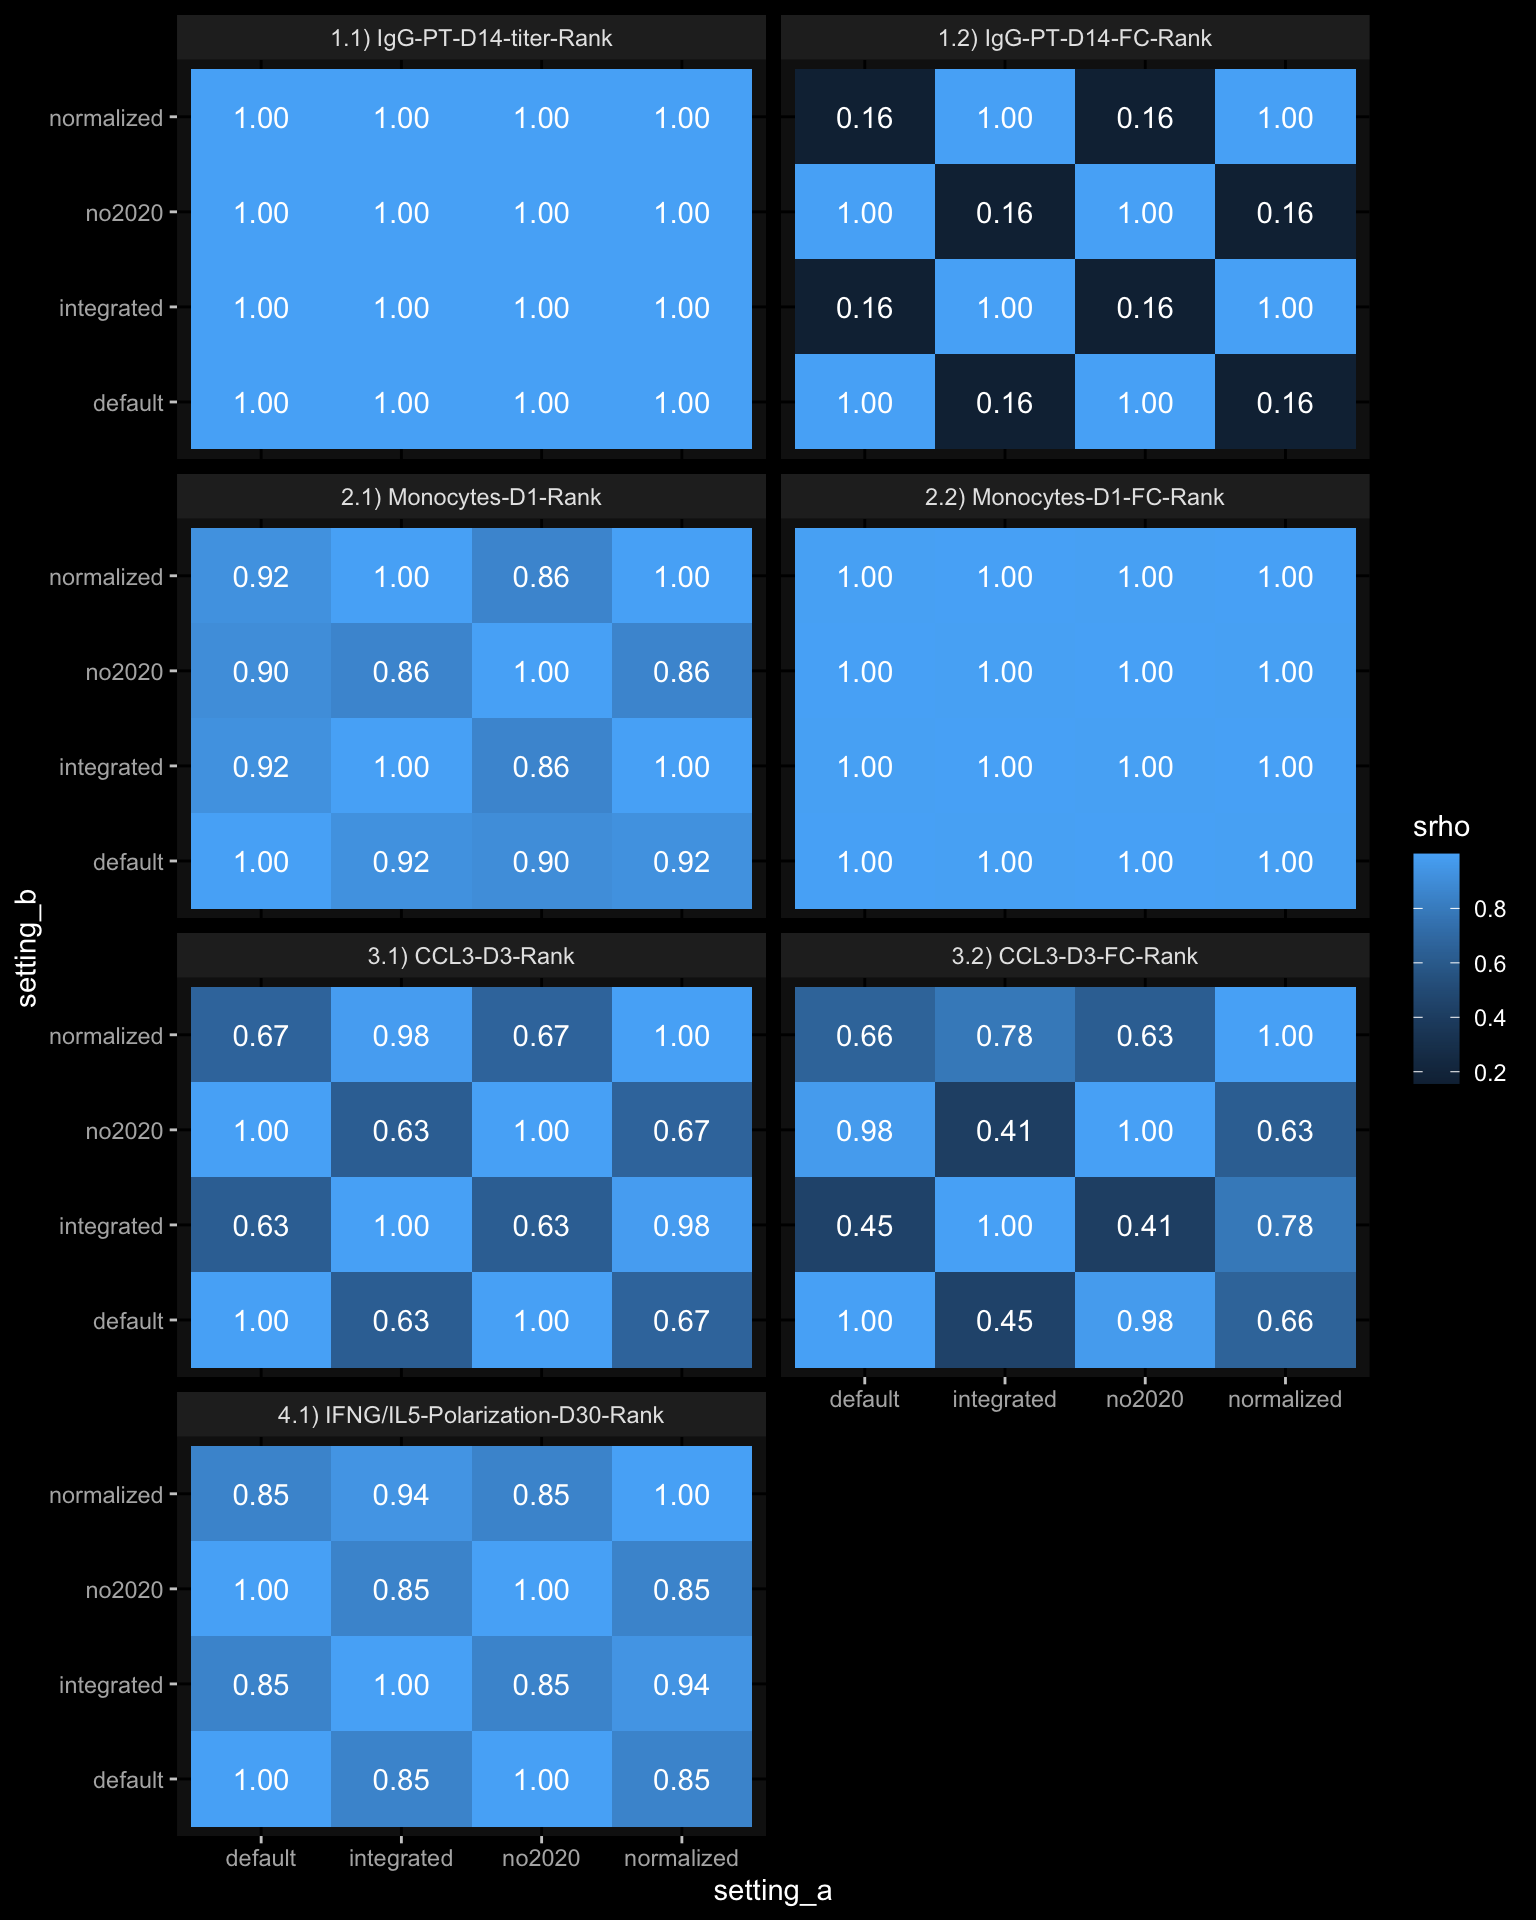 1.1) IgG-PT-D14-titer-Rank
1.2) IgG-PT-D14-FC-Rank
normalized 1.00 1.00 1.00 1.00 0.16 1.00 0.16 1.00
no2020 1.00 1.00 1.00 1.00 1.00 0.16 1.00 0.16
integrated 1.00 1.00 1.00 1.00 0.16 1.00 0.16 1.00
default 1.00 1.00 1.00 1.00 1.00 0.16 1.00 0.16
2.1) Monocytes-D1-Rank
2.2) Monocytes-D1-FC-Rank
normalized 0.92 1.00 0.86 1.00 1.00 1.00 1.00 1.00
no2020 0.90 0.86 1.00 0.86 1.00 1.00 1.00 1.00
integrated 0.92 1.00 0.86 1.00 1.00 1.00 1.00 1.00
default 1.00 0.92 0.90 0.92 1.00 1.00 1.00 1.00
3.1) CCL3-D3-Rank
3.2) CCL3-D3-FC-Rank
normalized 0.67 0.98 0.67 1.00 0.66 0.78 0.63 1.00
no2020 1.00 0.63 1.00 0.67 0.98 0.41 1.00 0.63
integrated 0.63 1.00 0.63 0.98 0.45 1.00 0.41 0.78
default 1.00 0.63 1.00 0.67 1.00 0.45 0.98 0.66
default integrated no2020 normalized
4.1) IFNG/IL5-Polarization-D30-Rank
normalized 0.85 0.94 0.85 1.00
no2020 1.00 0.85 1.00 0.85
integrated 0.85 1.00 0.85 0.94
default 1.00 0.85 1.00 0.85
default integrated no2020 normalized
setting_a
setting_b
srho
0.8
0.6
0.4
0.2